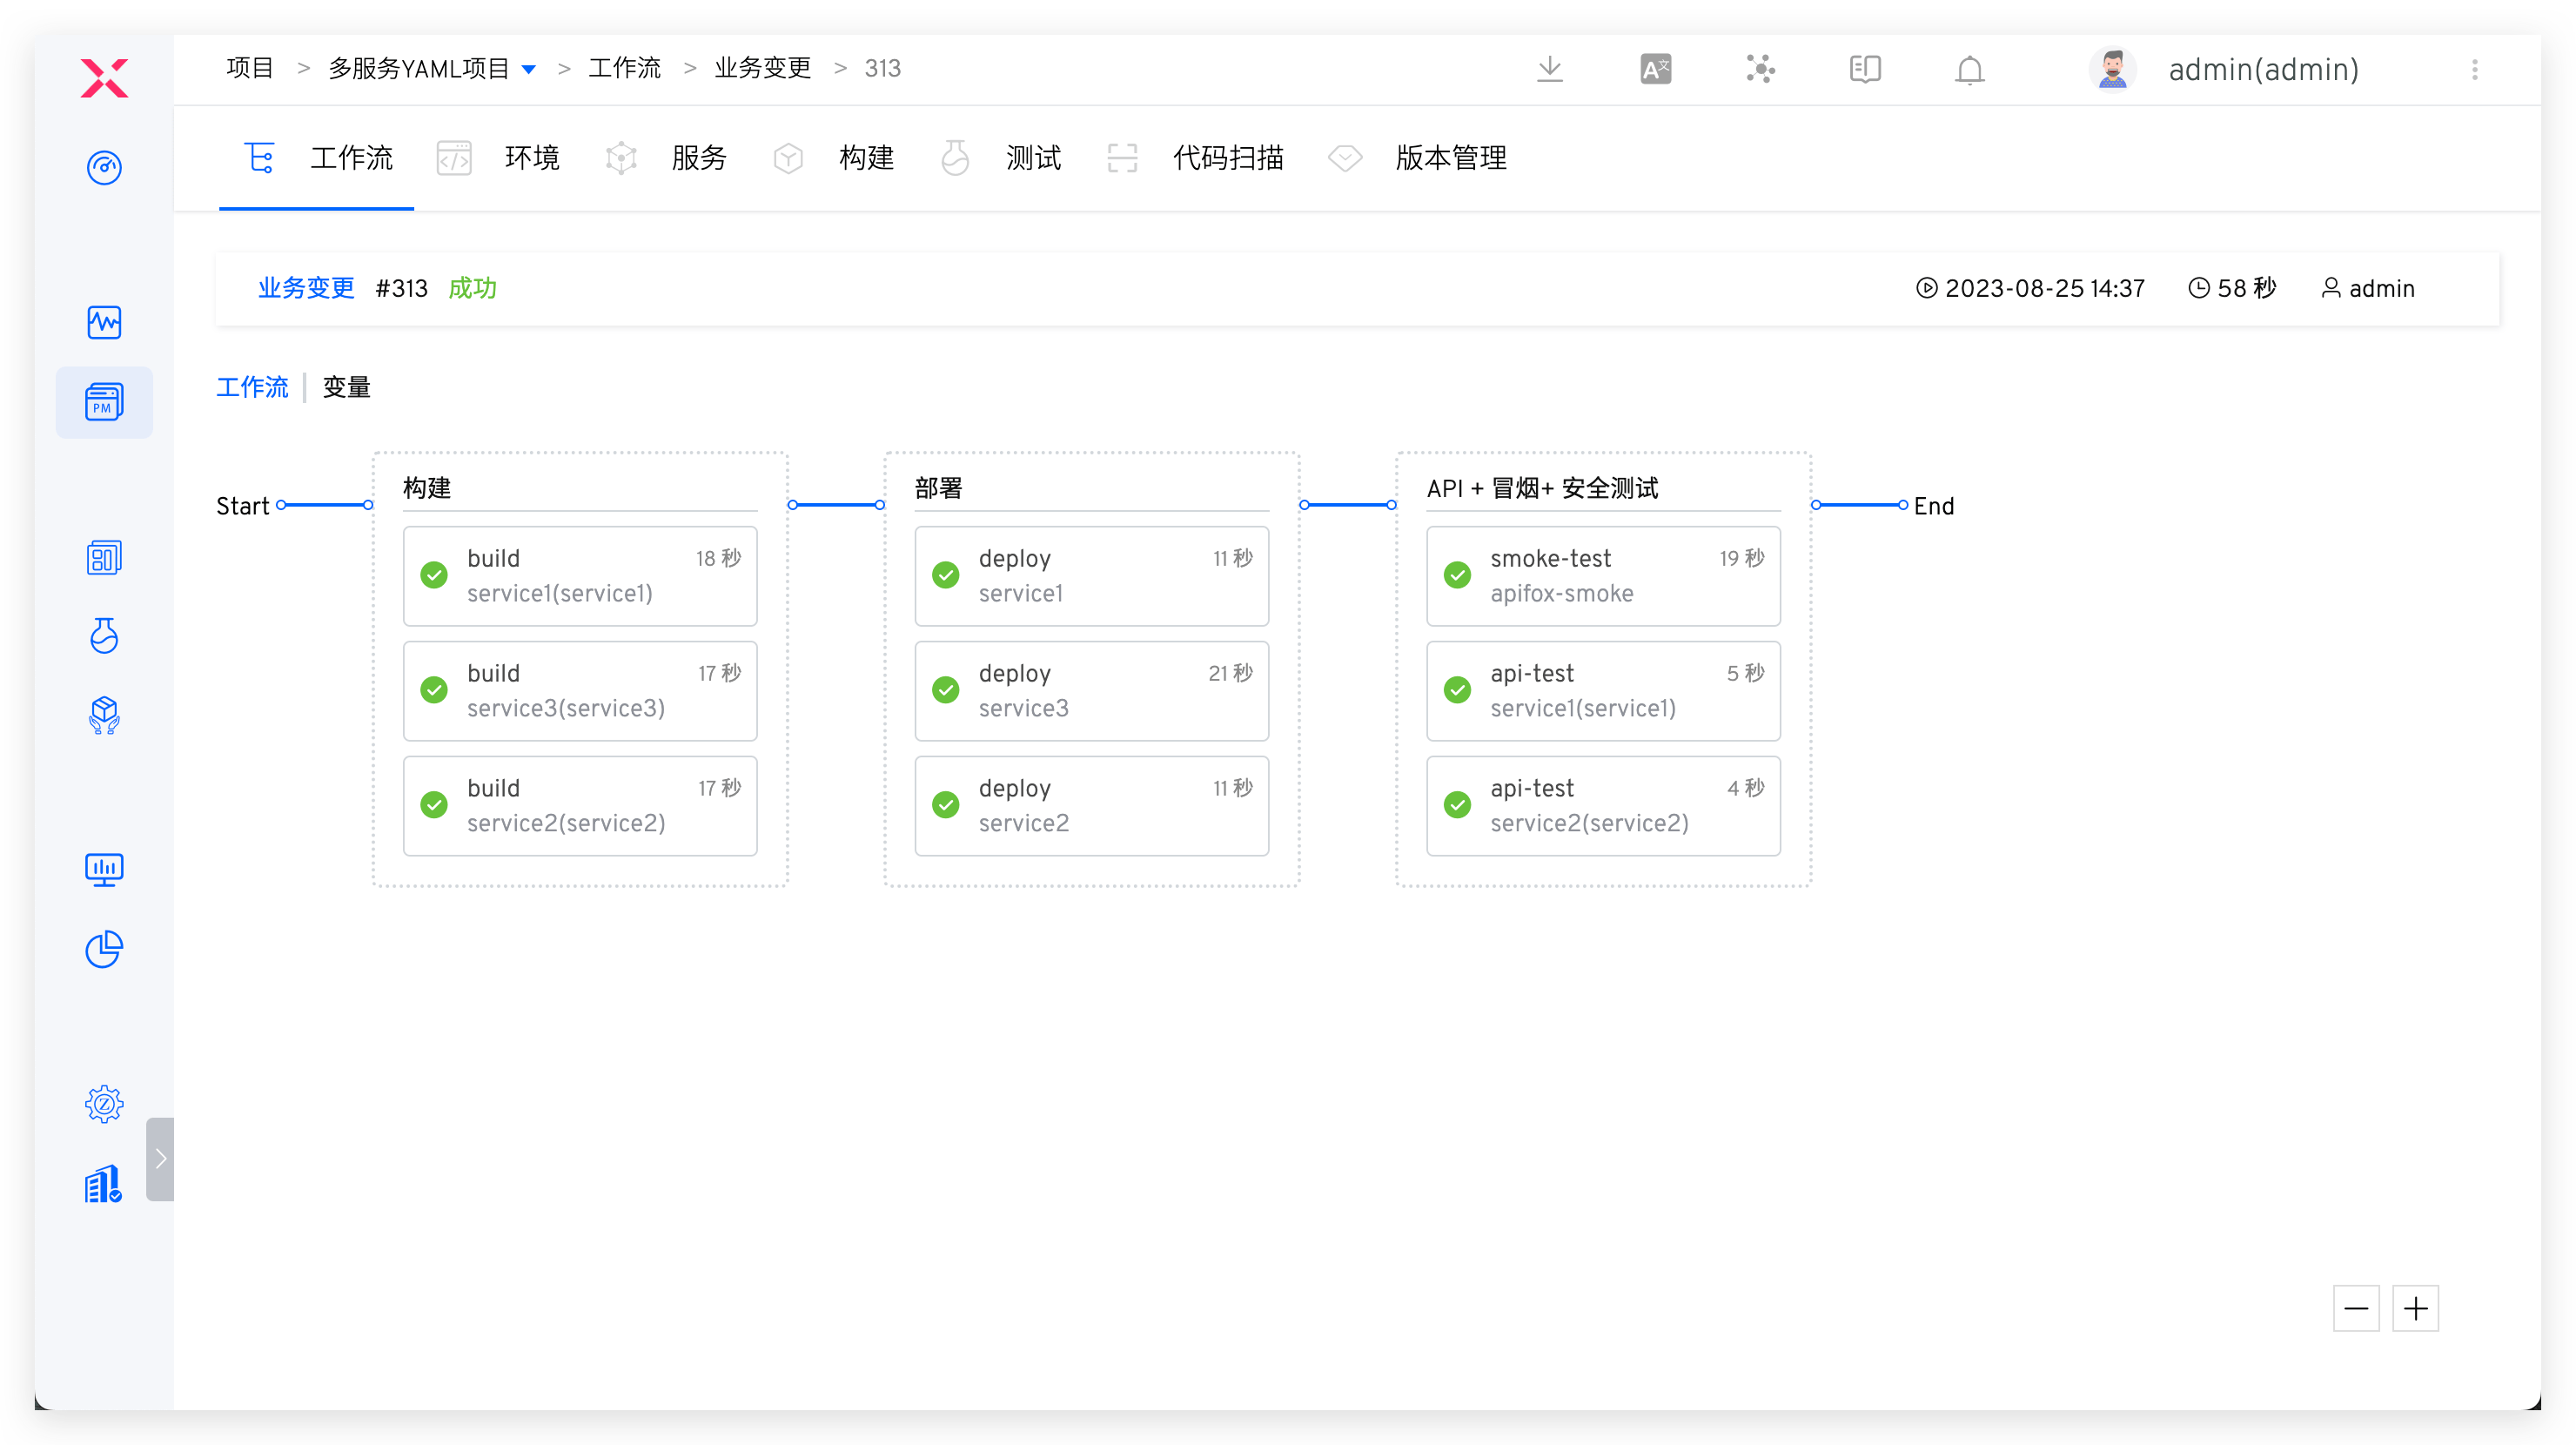 项目 > 多服务YAML项目 > 工作流 > 业务变更 > 313
admin(admin)
工作流 环境 服务 构建 测试 代码扫描 版本管理
业务变更 #313 成功 2023-08-25 14:37 58 秒 admin
工作流 变量
PM
Start
构建
build 18 秒
service1(service1)
build 17 秒
service3(service3)
build 17 秒
service2(service2)
部署
deploy 11 秒
service1
deploy 21 秒
service3
deploy 11 秒
service2
API + 冒烟+ 安全测试
smoke-test 19 秒
apifox-smoke
api-test 5 秒
service1(service1)
api-test 4 秒
service2(service2)
End